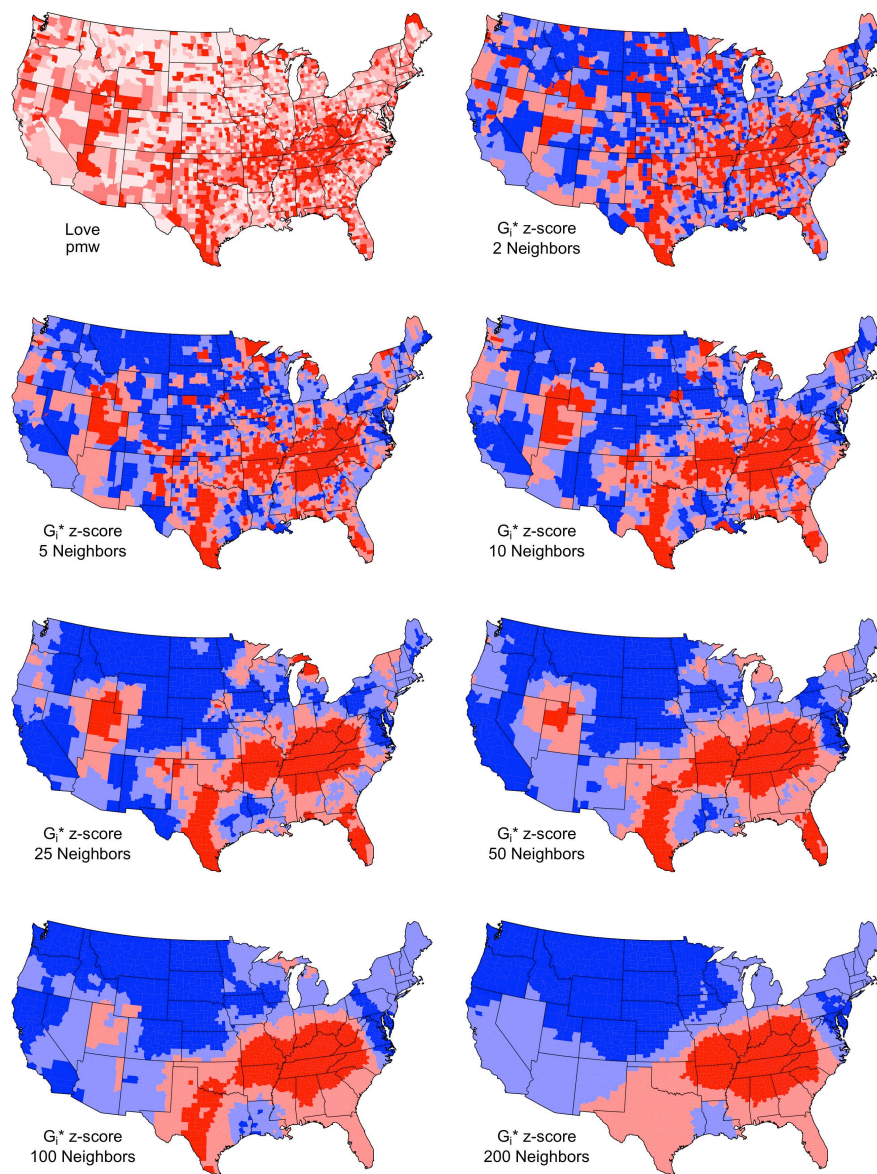 Love
pmw
Gi* z-score
2 Neighbors
Gi* z-score
5 Neighbors
Gi* z-score
10 Neighbors
Gi* z-score
25 Neighbors
Gi* z-score
50 Neighbors
Gi* z-score
100 Neighbors
Gi* z-score
200 Neighbors